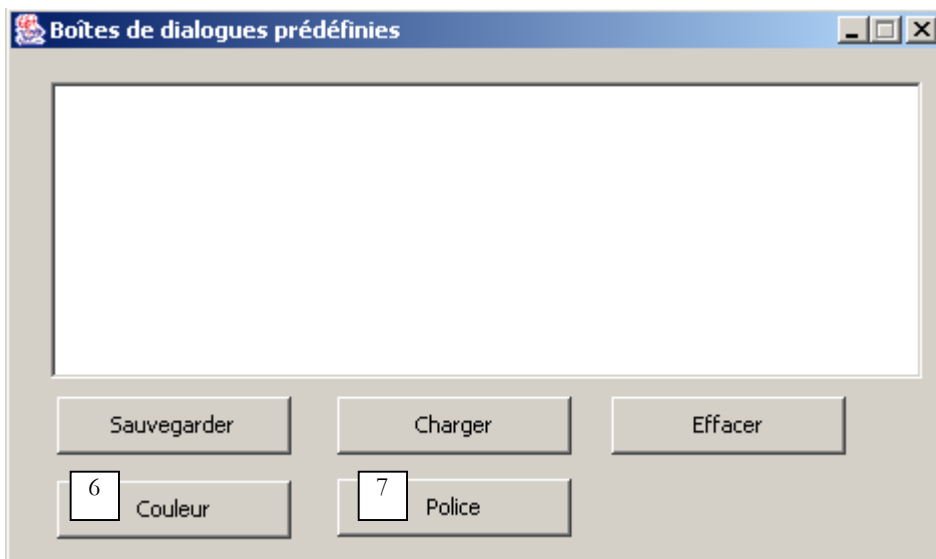 Boîtes de dialogues prédéfinies
Sauvegarder Charger Effacer
6 Couleur 7 Police